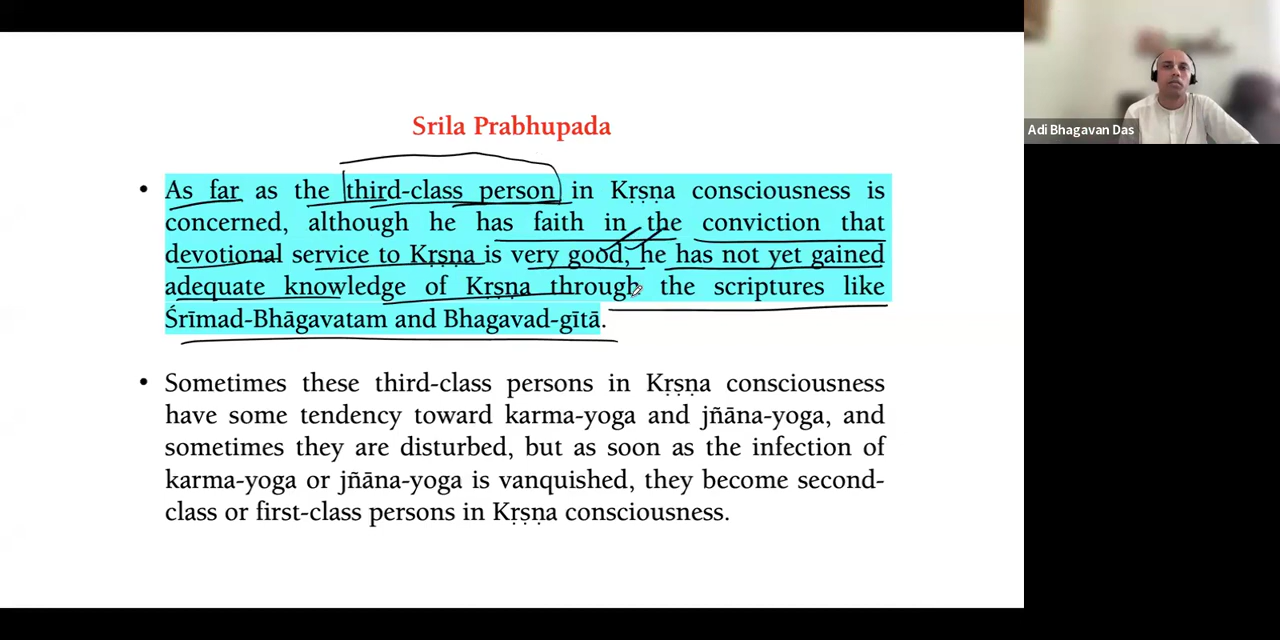 Srila Prabhupada
• As far as the third-class person in Kṛṣṇa consciousness is
concerned, although he has faith in the conviction that
devotional service to Kṛṣṇa is very good, he has not yet gained
adequate knowledge of Kṛṣṇa through the scriptures like
Śrīmad-Bhāgavatam and Bhagavad-gītā.
• Sometimes these third-class persons in Kṛṣṇa consciousness
have some tendency toward karma-yoga and jñāna-yoga, and
sometimes they are disturbed, but as soon as the infection of
karma-yoga or jñāna-yoga is vanquished, they become second-
class or first-class persons in Kṛṣṇa consciousness.
Adi Bhagavan Das